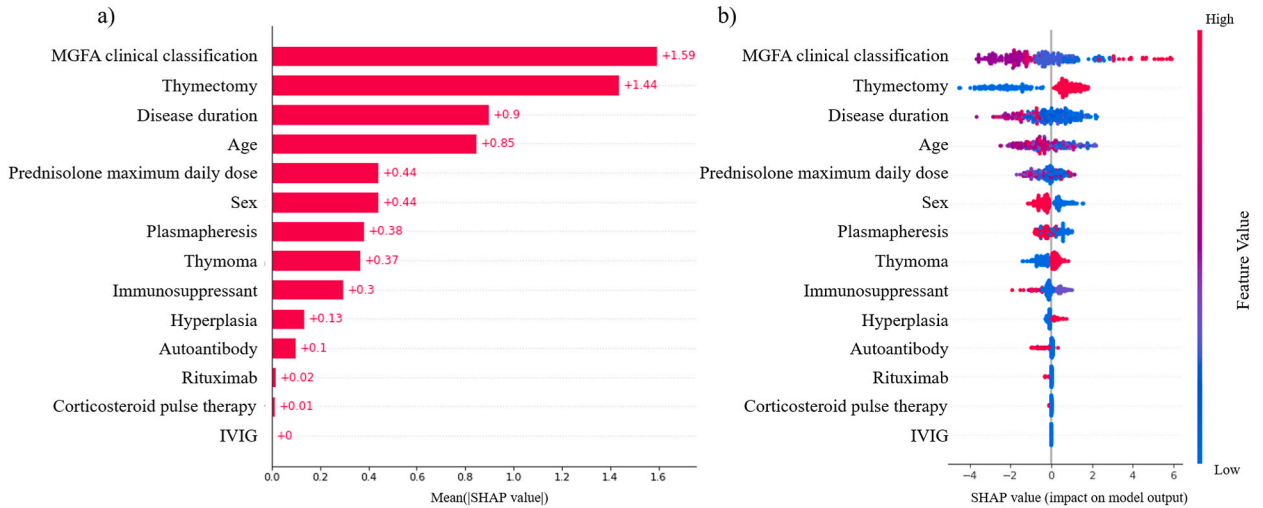 a)
MGFA clinical classification
+1.59
Thymectomy
+1.44
Disease duration
+0.9
Age
+0.85
Prednisolone maximum daily dose
+0.44
Sex
+0.44
Plasmapheresis
+0.38
Thymoma
+0.37
Immunosuppressant
+0.3
Hyperplasia
+0.13
Autoantibody
+0.1
Rituximab
+0.02
Corticosteroid pulse therapy
+0.01
IVIG
+0
0.0 0.2 0.4 0.6 0.8 1.0 1.2 1.4 1.6
Mean(|SHAP value|)
b)
High
MGFA clinical classification
Thymectomy
Disease duration
Age
Prednisolone maximum daily dose
Sex
Plasmapheresis
Thymoma
Immunosuppressant
Hyperplasia
Autoantibody
Rituximab
Corticosteroid pulse therapy
IVIG
−4 −2 0 2 4 6
SHAP value (impact on model output)
Feature Value
Low